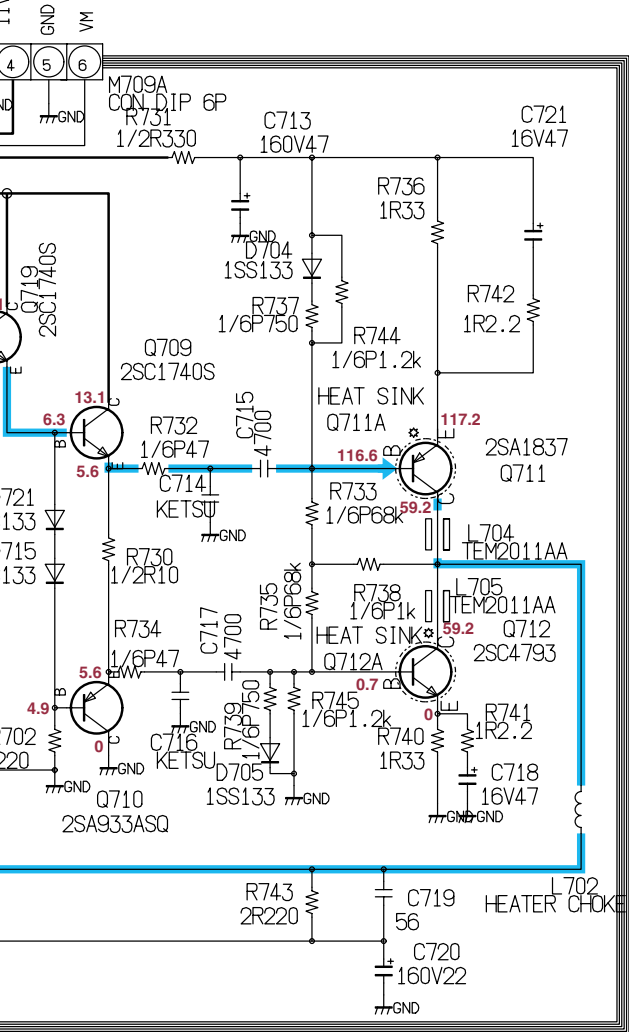 GND
VM
4
5
6
GND
M709A
CON DIP 6P
R731
1/2R330
C713
160V47
C721
16V47
R736
1R33
GND
D704
1SS133
Q719
2SC1740S
C
E
R737
1/6P750
R742
1R2.2
R744
1/6P1.2k
Q709
2SC1740S
HEAT SINK
Q711A
13.1
C
6.3
B
5.6
E
R732
1/6P47
C715
4700
117.2
E
116.6
B
2SA1837
Q711
59.2
C
C714
KETSU
GND
R733
1/6P68k
721
133
715
133
L704
TEM2011AA
R730
1/2R10
R735
1/6P68k
R738
1/6P1k
L705
TEM2011AA
R734
1/6P47
C717
4700
HEAT SINK
Q712A
59.2
C
Q712
2SC4793
5.6
E
0.7
B
4.9
B
0
C
GND
R739
1/6P750
R745
1/6P1.2k
0
E
R740
1R33
R741
1R2.2
702
220
GND
C716
KETSU
GND
D705
1SS133
GND
C718
16V47
GND
GND
Q710
2SA933ASQ
L702
HEATER CHOKE
R743
2R220
C719
56
C720
160V22
GND